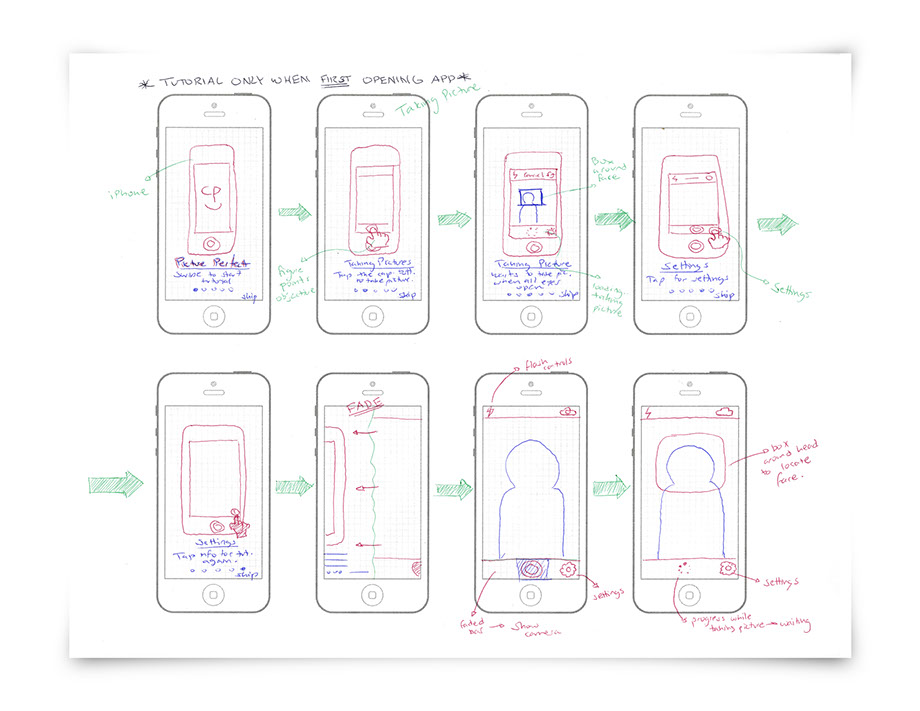 * TUTORIAL ONLY WHEN FIRST OPENING APP *
iPhone
CP
Picture Perfect
Swipe to start
tutorial
Skip
Taking Picture
Taking Pictures
Tap the cap.
to take picture.
Skip
points
objective
Box
around
face
Taking Picture
waits to take pic.
when all eyes
open
Skip
loading
taking
picture
Settings
Tap for settings
Skip
Settings
Settings
Tap info for tut.
again.
Skip
FADE
flash
controls
faded
bar → show
camera
settings
box
around head
to locate
face.
settings
progress while
taking picture → waiting